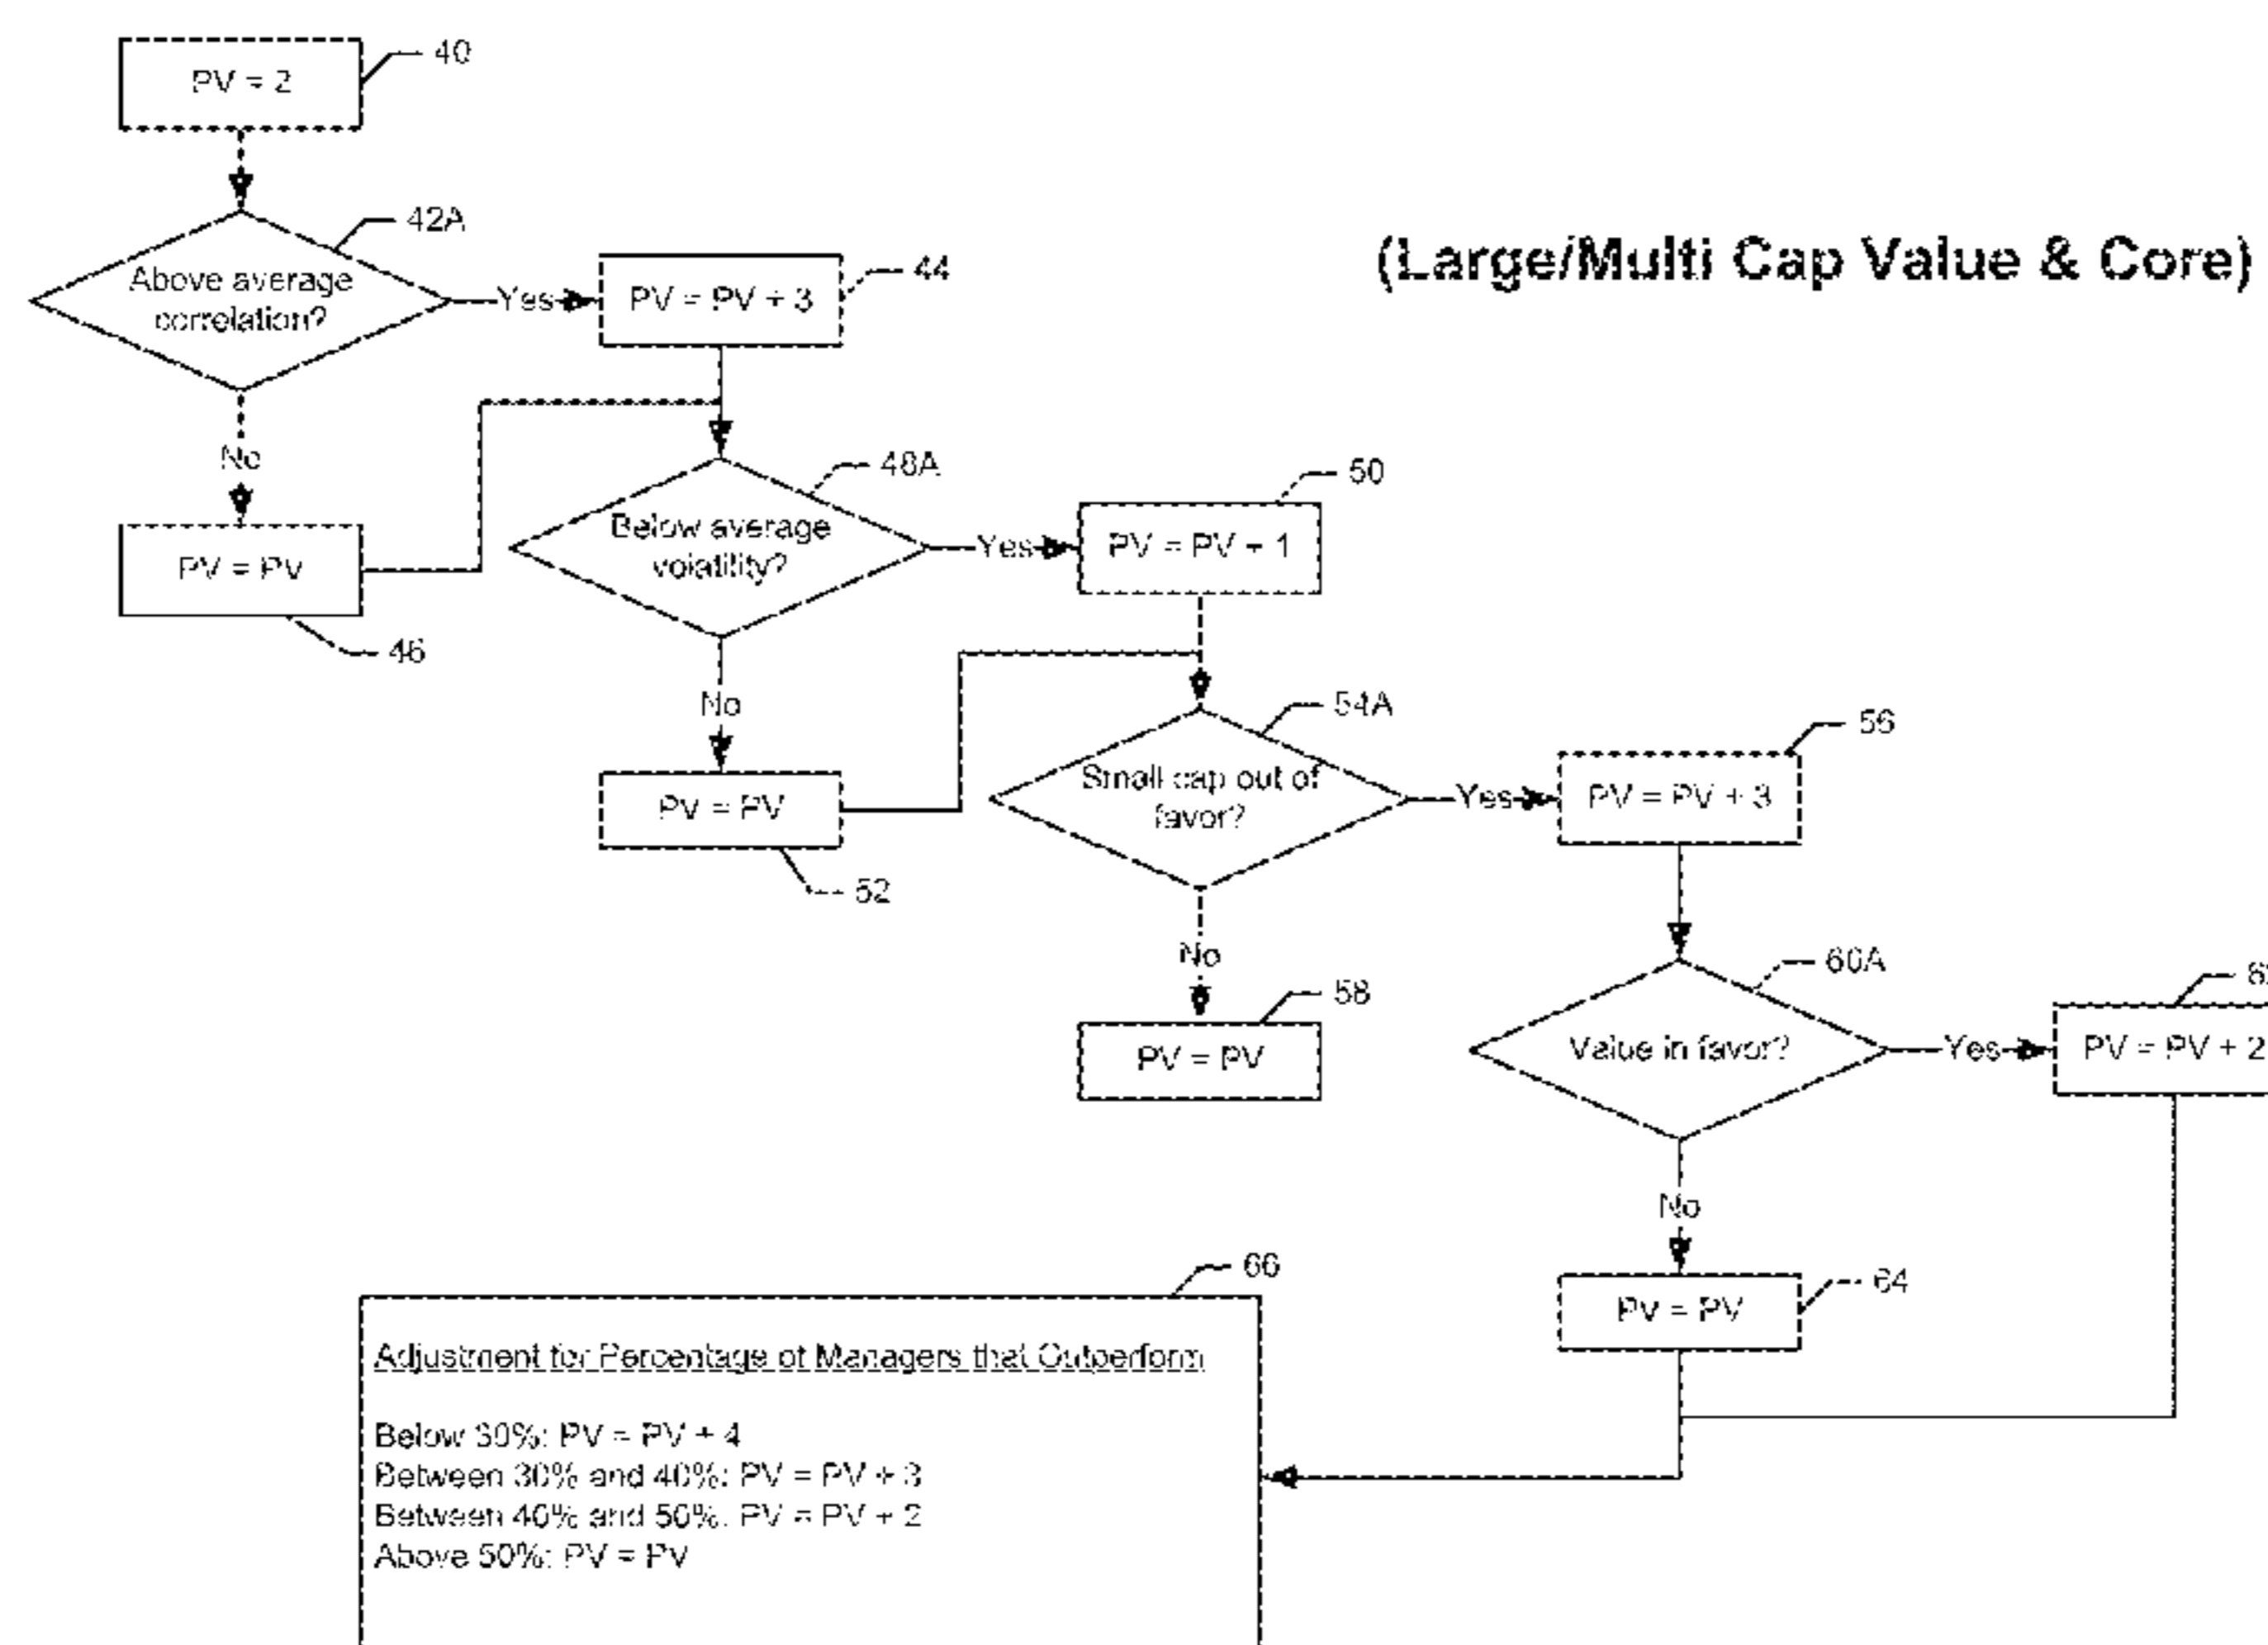 40
PV = 2
42A
Above average
correlation?
Yes
44
PV = PV + 3
(Large/Multi Cap Value & Core)
No
PV = PV
46
48A
Below average
volatility?
Yes
50
PV = PV + 1
No
PV = PV
52
54A
Small cap out of
favor?
Yes
56
PV = PV + 3
No
58
PV = PV
60A
Value in favor?
Yes
PV = PV + 2
No
64
PV = PV
66
Adjustment for Percentage of Managers that Outperform
Below 30%: PV = PV + 4
Between 30% and 40%: PV = PV + 3
Between 40% and 50%: PV = PV + 2
Above 50%: PV = PV